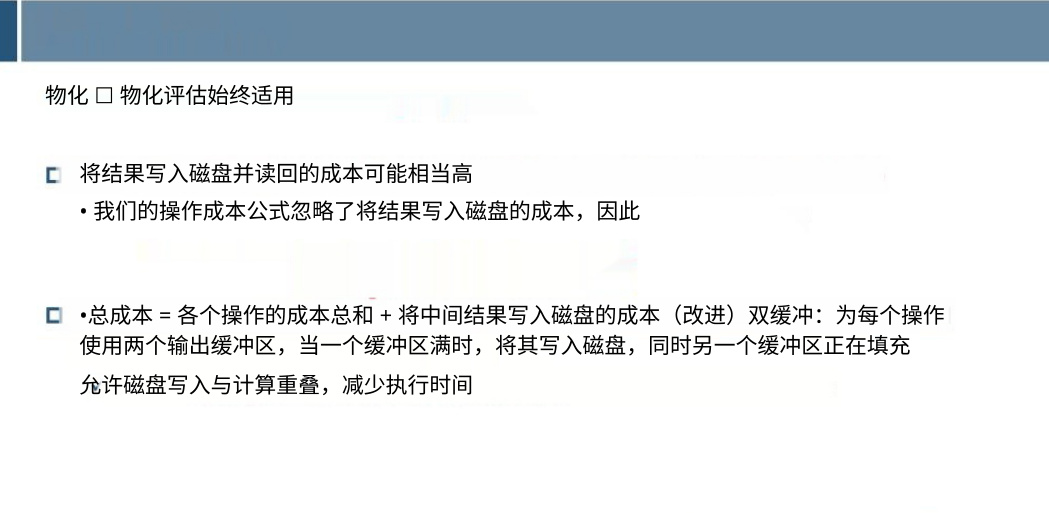 物化 □ 物化评估始终适用
将结果写入磁盘并读回的成本可能相当高
• 我们的操作成本公式忽略了将结果写入磁盘的成本，因此
•总成本 = 各个操作的成本总和 + 将中间结果写入磁盘的成本（改进）双缓冲：为每个操作
使用两个输出缓冲区，当一个缓冲区满时，将其写入磁盘，同时另一个缓冲区正在填充
允许磁盘写入与计算重叠，减少执行时间